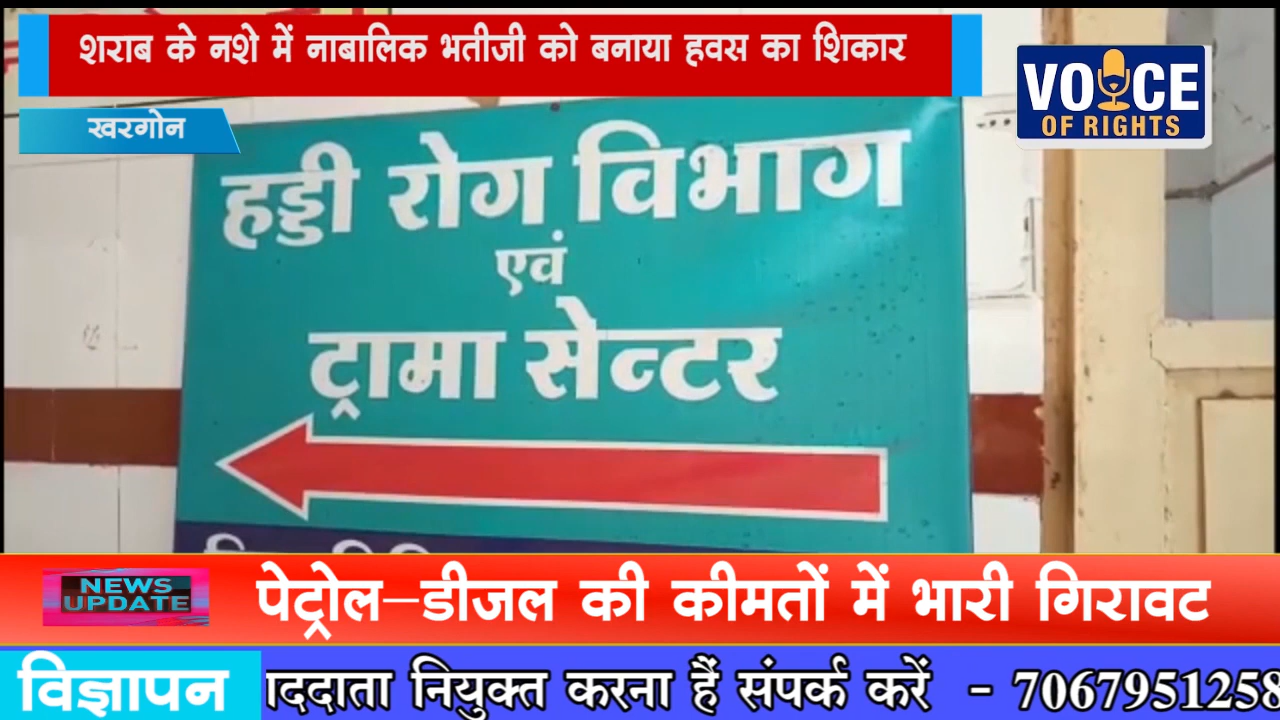 शराब के नशे में नाबालिक भतीजी को बनाया हवस का शिकार
खरगोन
VOICE
OF RIGHTS
हड्डी रोग विभाग
एवं
ट्रामा सेन्टर
NEWS
UPDATE
पेट्रोल-डीजल की कीमतों में भारी गिरावट
विज्ञापन
ाददाता नियुक्त करना हैं संपर्क करें - 7067951258